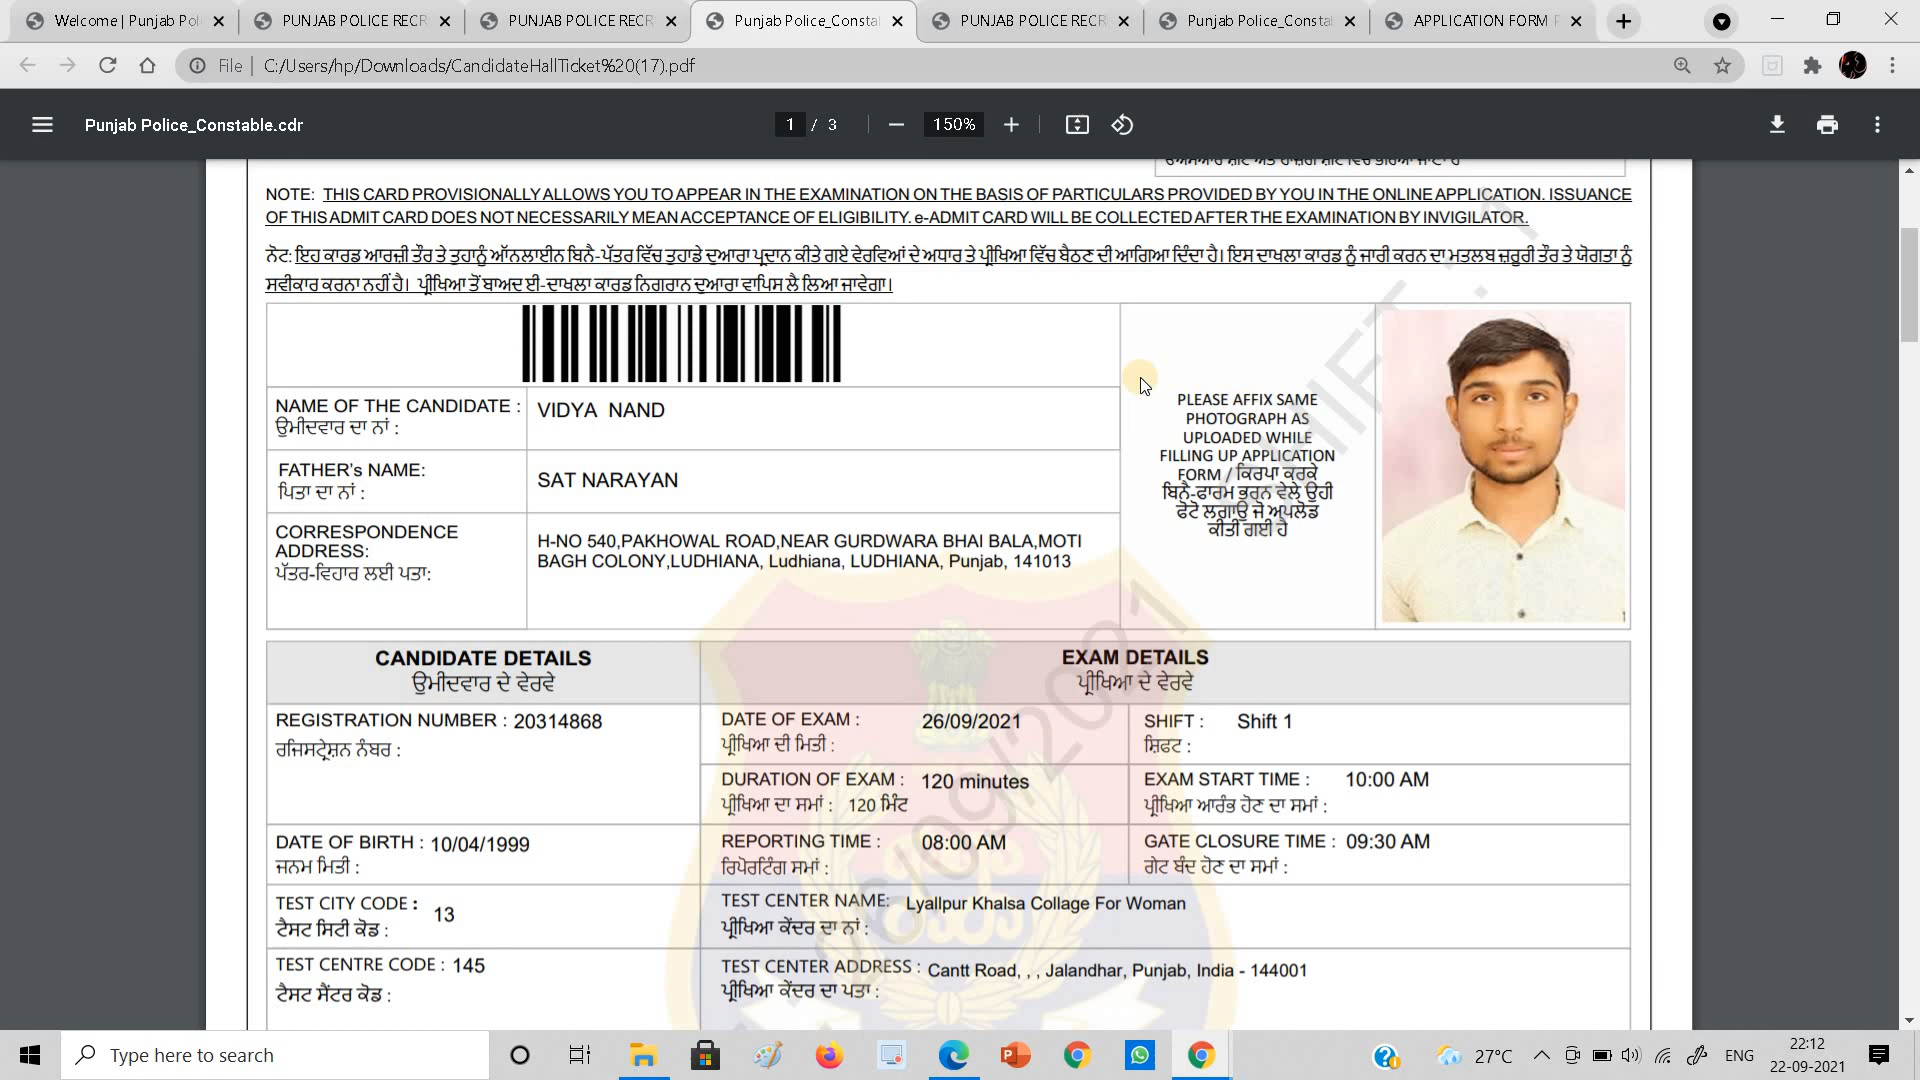 Welcome | Punjab Pol
PUNJAB POLICE RECR
PUNJAB POLICE RECR
Punjab Police_Consta
PUNJAB POLICE RECR
Punjab Police_Consta
APPLICATION FORM F
File | C:/Users/hp/Downloads/CandidateHallTicket%20(17).pdf
Punjab Police_Constable.cdr
1 / 3
150%
NOTE: THIS CARD PROVISIONALLY ALLOWS YOU TO APPEAR IN THE EXAMINATION ON THE BASIS OF PARTICULARS PROVIDED BY YOU IN THE ONLINE APPLICATION. ISSUANCE
OF THIS ADMIT CARD DOES NOT NECESSARILY MEAN ACCEPTANCE OF ELIGIBILITY. e-ADMIT CARD WILL BE COLLECTED AFTER THE EXAMINATION BY INVIGILATOR.
ਨੋਟ: ਇਹ ਕਾਰਡ ਆਰਜ਼ੀ ਤੌਰ ਤੇ ਤੁਹਾਨੂੰ ਔਨਲਾਈਨ ਬਿਨੈ-ਪੱਤਰ ਵਿੱਚ ਤੁਹਾਡੇ ਦੁਆਰਾ ਪ੍ਰਦਾਨ ਕੀਤੇ ਗਏ ਵੇਰਵਿਆਂ ਦੇ ਅਧਾਰ ਤੇ ਪ੍ਰੀਖਿਆ ਵਿੱਚ ਬੈਠਣ ਦੀ ਆਗਿਆ ਦਿੰਦਾ ਹੈ। ਇਸ ਦਾਖਲਾ ਕਾਰਡ ਨੂੰ ਜਾਰੀ ਕਰਨ ਦਾ ਮਤਲਬ ਜ਼ਰੂਰੀ ਤੌਰ ਤੇ ਯੋਗਤਾ ਨੂੰ
ਸਵੀਕਾਰ ਕਰਨਾ ਨਹੀਂ ਹੈ। ਪ੍ਰੀਖਿਆ ਤੋਂ ਬਾਅਦ ਈ-ਦਾਖਲਾ ਕਾਰਡ ਨਿਗਰਾਨ ਦੁਆਰਾ ਵਾਪਿਸ ਲੈ ਲਿਆ ਜਾਵੇਗਾ।
NAME OF THE CANDIDATE : VIDYA NAND
ਉਮੀਦਵਾਰ ਦਾ ਨਾਂ :
FATHER's NAME: SAT NARAYAN
ਪਿਤਾ ਦਾ ਨਾਂ :
CORRESPONDENCE
ADDRESS:
ਪੱਤਰ-ਵਿਹਾਰ ਲਈ ਪਤਾ:
H-NO 540,PAKHOWAL ROAD,NEAR GURDWARA BHAI BALA,MOTI
BAGH COLONY,LUDHIANA, Ludhiana, LUDHIANA, Punjab, 141013
PLEASE AFFIX SAME
PHOTOGRAPH AS
UPLOADED WHILE
FILLING UP APPLICATION
FORM / ਕਿਰਪਾ ਕਰਕੇ
ਬਿਨੈ-ਫਾਰਮ ਭਰਨ ਵੇਲੇ ਉਹੀ
ਫੋਟੋ ਲਗਾਉ ਜੋ ਅਪਲੋਡ
ਕੀਤੀ ਗਈ ਹੈ
SHIFT : 1
CANDIDATE DETAILS
ਉਮੀਦਵਾਰ ਦੇ ਵੇਰਵੇ
EXAM DETAILS
ਪ੍ਰੀਖਿਆ ਦੇ ਵੇਰਵੇ
REGISTRATION NUMBER : 20314868
ਰਜਿਸਟ੍ਰੇਸ਼ਨ ਨੰਬਰ :
DATE OF EXAM : 26/09/2021
ਪ੍ਰੀਖਿਆ ਦੀ ਮਿਤੀ :
SHIFT : Shift 1
ਸ਼ਿਫਟ :
DURATION OF EXAM : 120 minutes
ਪ੍ਰੀਖਿਆ ਦਾ ਸਮਾਂ : 120 ਮਿੰਟ
EXAM START TIME : 10:00 AM
ਪ੍ਰੀਖਿਆ ਆਰੰਭ ਹੋਣ ਦਾ ਸਮਾਂ :
DATE OF BIRTH : 10/04/1999
ਜਨਮ ਮਿਤੀ :
REPORTING TIME : 08:00 AM
ਰਿਪੋਰਟਿੰਗ ਸਮਾਂ :
GATE CLOSURE TIME : 09:30 AM
ਗੇਟ ਬੰਦ ਹੋਣ ਦਾ ਸਮਾਂ :
TEST CITY CODE : 13
ਟੈਸਟ ਸਿਟੀ ਕੋਡ :
TEST CENTER NAME: Lyallpur Khalsa Collage For Woman
ਪ੍ਰੀਖਿਆ ਕੇਂਦਰ ਦਾ ਨਾਂ :
TEST CENTRE CODE : 145
ਟੈਸਟ ਸੈਂਟਰ ਕੋਡ :
TEST CENTER ADDRESS : Cantt Road, , , Jalandhar, Punjab, India - 144001
ਪ੍ਰੀਖਿਆ ਕੇਂਦਰ ਦਾ ਪਤਾ :
6/09/2021
Type here to search
27°C
ENG
22:12
22-09-2021